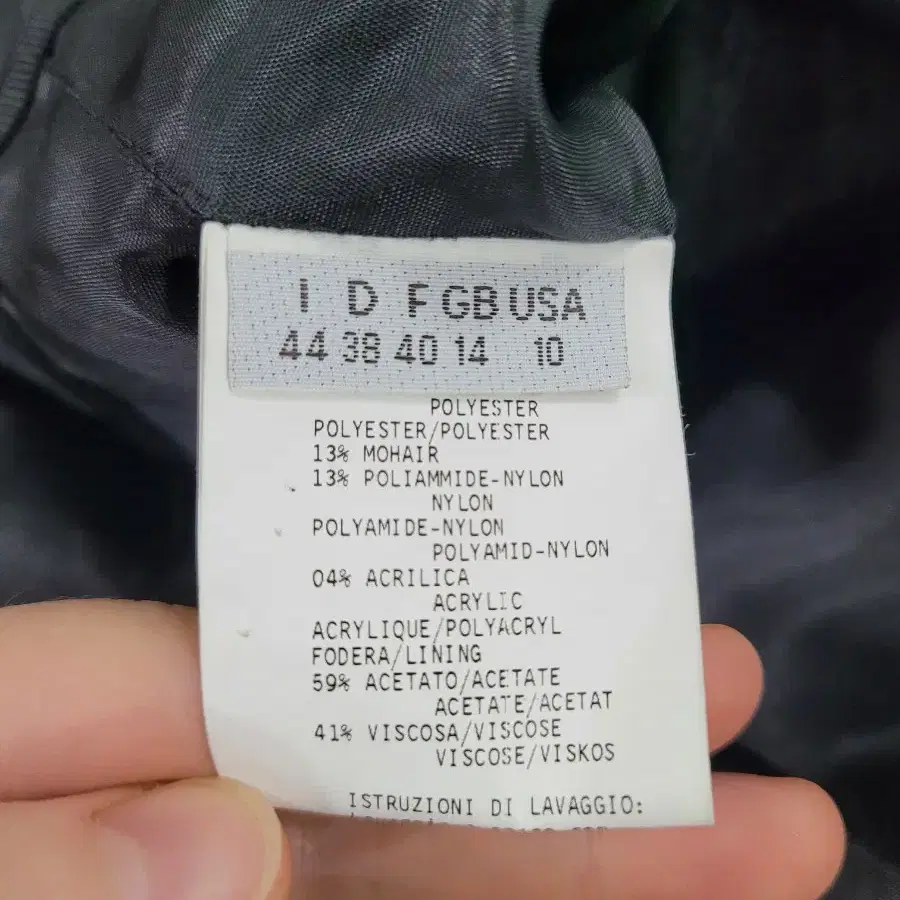 I D F GB USA
44 38 40 14 10
POLYESTER
POLYESTER/POLYESTER
13% MOHAIR
13% POLIAMMIDE-NYLON
NYLON
POLYAMIDE-NYLON
POLYAMID-NYLON
04% ACRILICA
ACRYLIC
ACRYLIQUE/POLYACRYL
FODERA/LINING
59% ACETATO/ACETATE
ACETATE/ACETAT
41% VISCOSA/VISCOSE
VISCOSE/VISKOS
ISTRUZIONI DI LAVAGGIO: